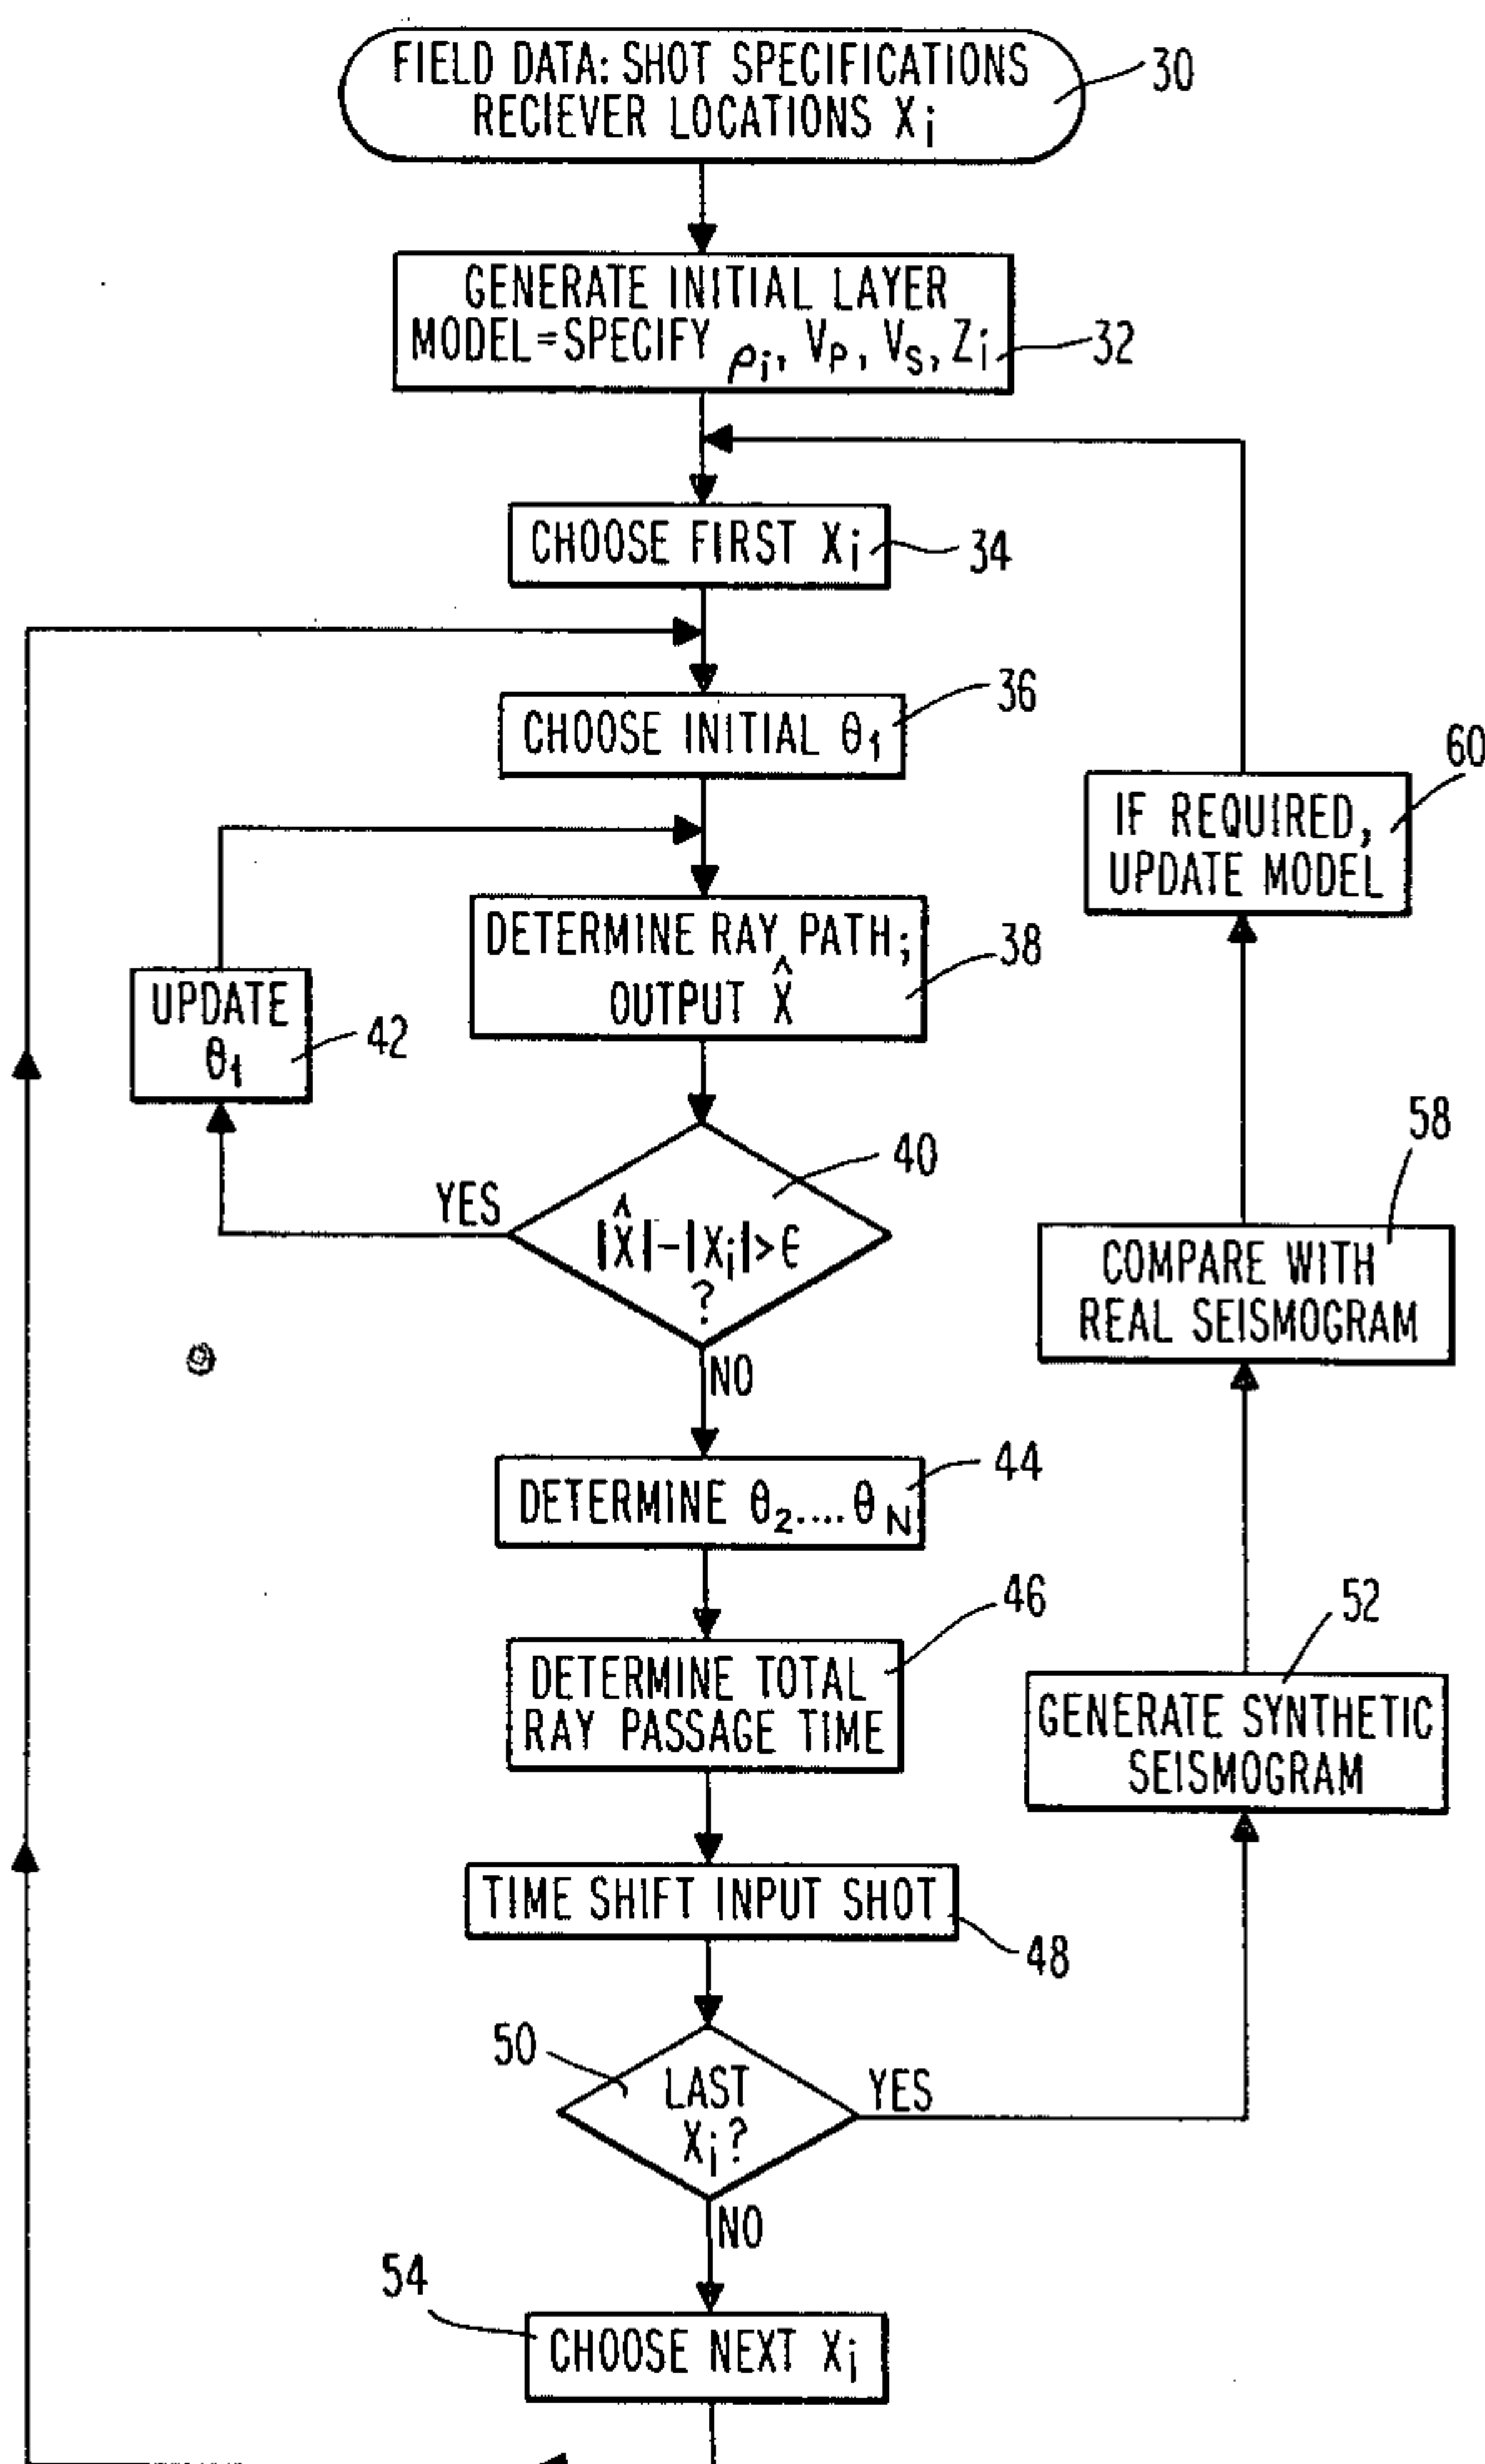 FIELD DATA: SHOT SPECIFICATIONS
RECIEVER LOCATIONS Xi
30
GENERATE INITIAL LAYER
MODEL=SPECIFY ρi, VP, VS, Zi
32
CHOOSE FIRST Xi
34
CHOOSE INITIAL θ1
36
DETERMINE RAY PATH;
OUTPUT X̂
38
UPDATE
θ1
42
40
|X̂|-|Xi|>ϵ
?
YES
NO
DETERMINE θ2....θN
44
DETERMINE TOTAL
RAY PASSAGE TIME
46
TIME SHIFT INPUT SHOT
48
50
LAST
Xi?
YES
NO
54
CHOOSE NEXT Xi
GENERATE SYNTHETIC
SEISMOGRAM
52
COMPARE WITH
REAL SEISMOGRAM
58
IF REQUIRED,
UPDATE MODEL
60